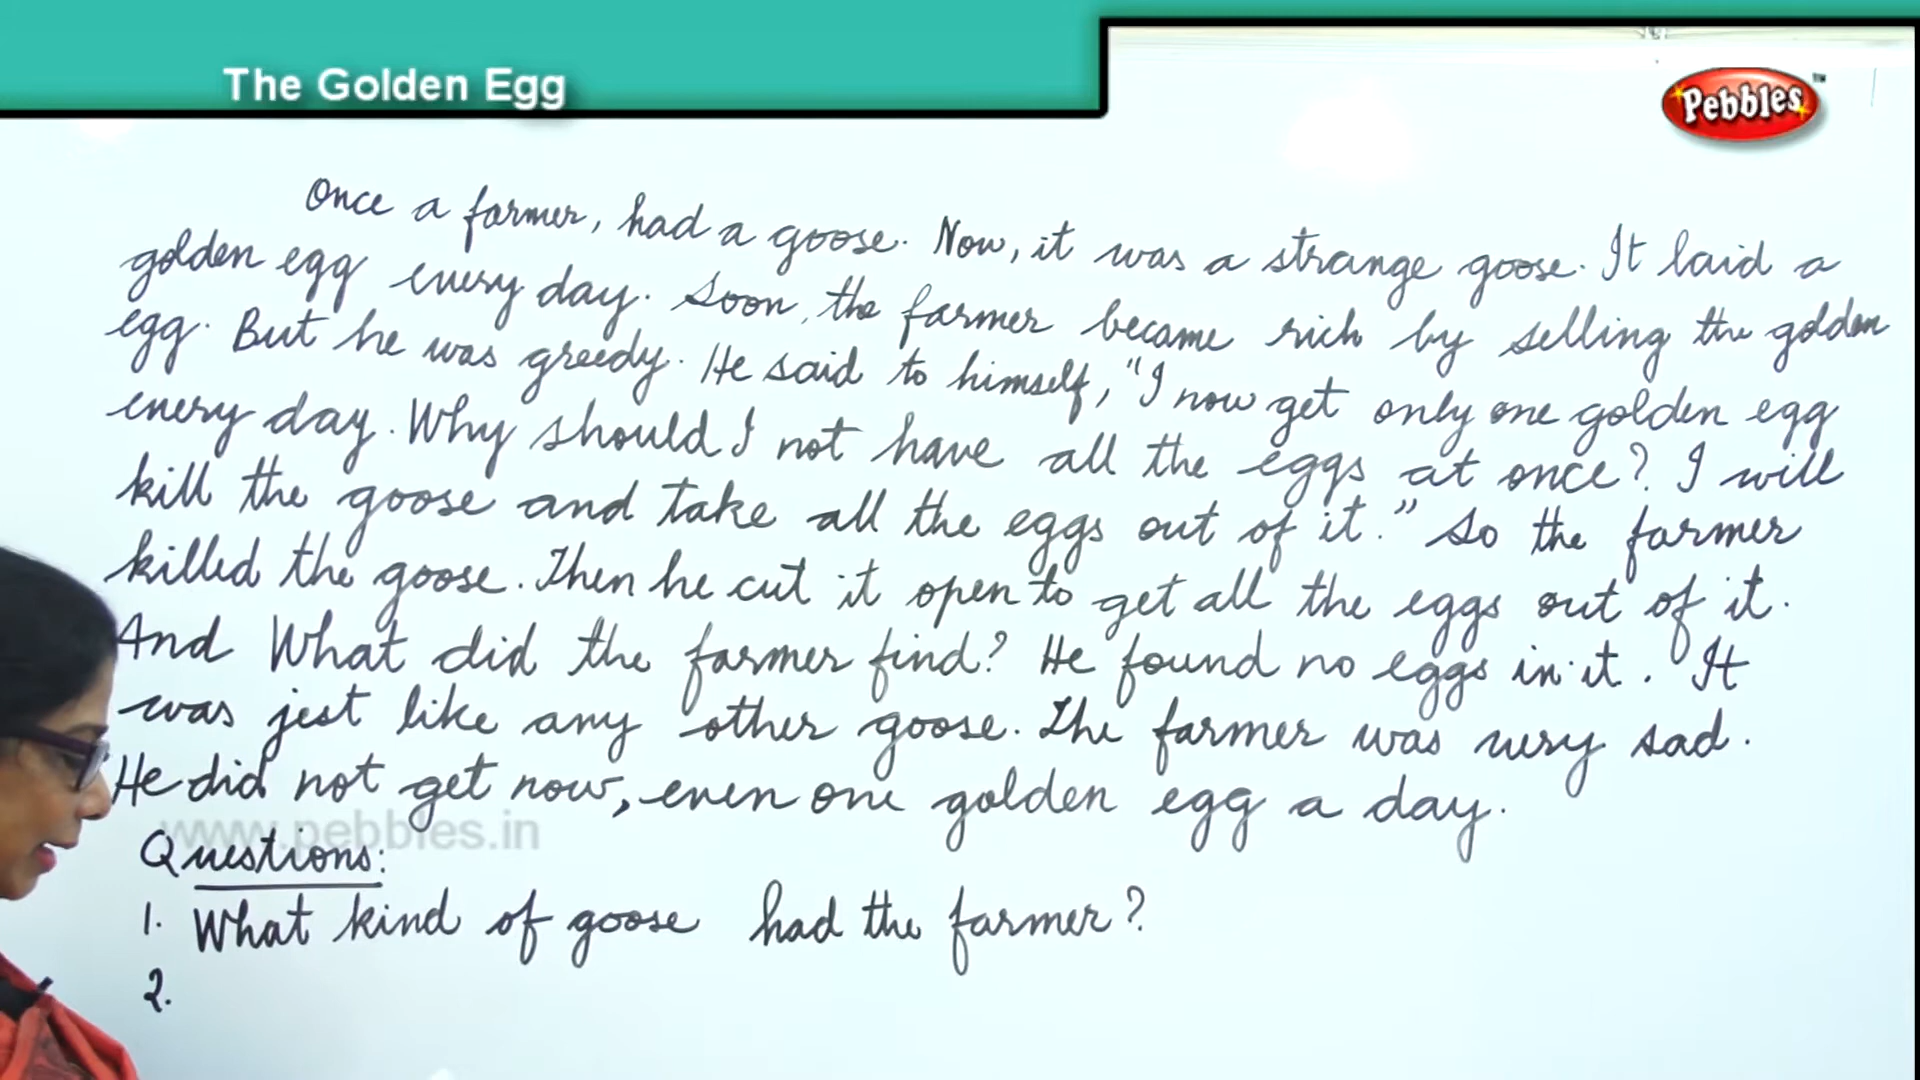 The Golden Egg
Pebbles
TM
Once a farmer, had a goose. Now, it was a strange goose. It laid a
golden egg every day. Soon, the farmer became rich by selling the golden
egg. But he was greedy. He said to himself, "I now get only one golden egg
every day. Why should I not have all the eggs at once? I will
kill the goose and take all the eggs out of it." So the farmer
killed the goose. Then he cut it open to get all the eggs out of it.
And What did the farmer find? He found no eggs in it. It
was jest like any other goose. The farmer was very sad.
He did not get now, even one golden egg a day.
www.pebbles.in
Questions:
1. What kind of goose had the farmer?
2.